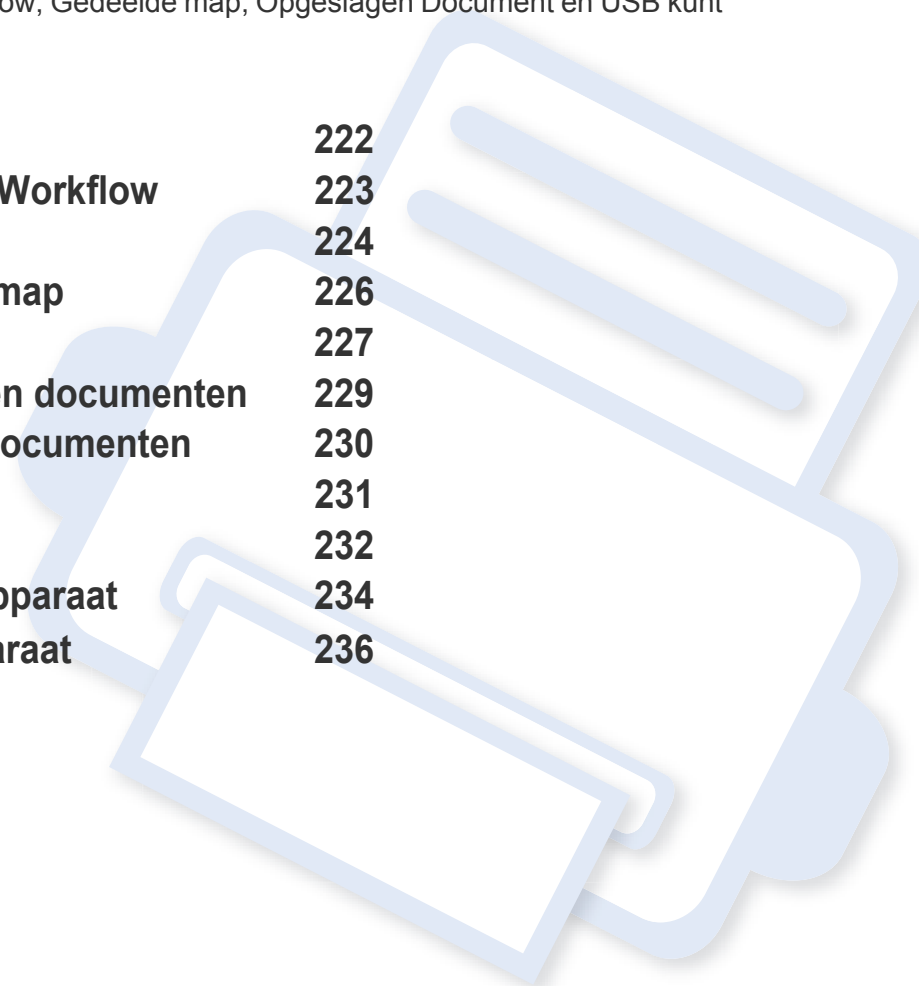 ow, Gedeelde map, Opgeslagen Document en USB kunt
222
Workflow 223
224
map 226
227
en documenten 229
ocumenten 230
231
232
pparaat 234
araat 236